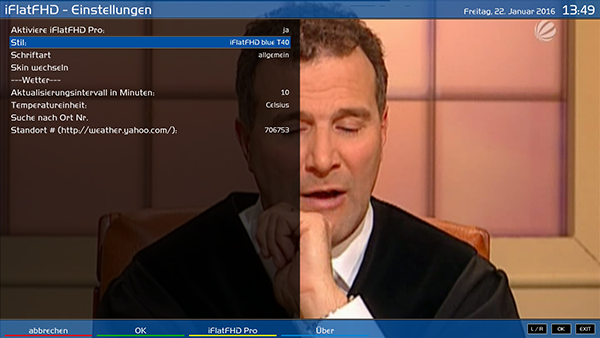 iFlatFHD - Einstellungen
Freitag, 22. Januar 2016 13:49
Aktiviere iFlatFHD Pro: ja
Stil: iFlatFHD blue T40
Schriftart allgemein
Skin wechseln
---Wetter---
Aktualisierungsintervall in Minuten: 10
Temperatureinheit: Celsius
Suche nach Ort Nr.
Standort # (http://weather.yahoo.com/): 706753
abbrechen OK iFlatFHD Pro Über L/R OK EXIT